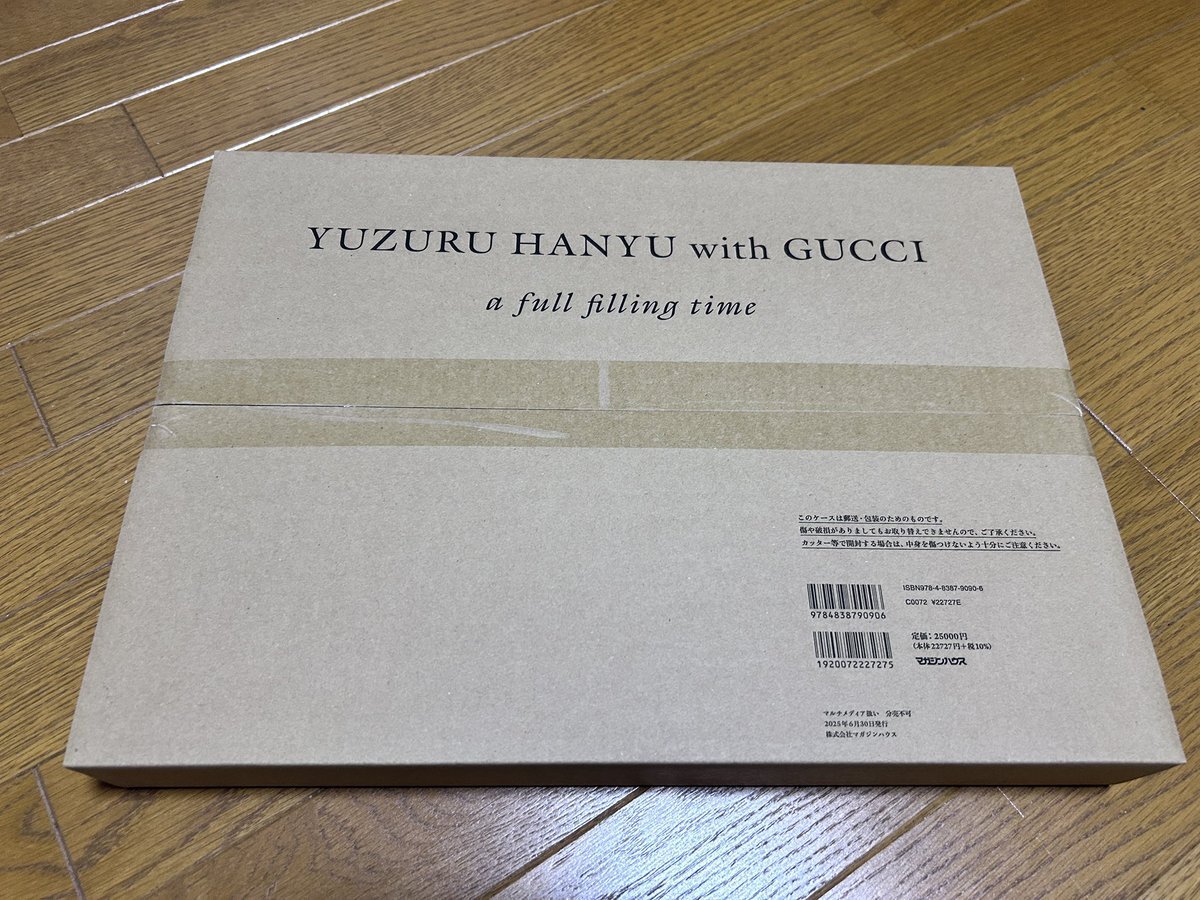 YUZURU HANYU with GUCCI
a full filling time
このケースは郵送・包装のためのものです。
傷や破損がありましてもお取り替えできませんので、ご了承ください。
カッター等で開封する場合は、中身を傷つけないよう十分にご注意ください。
ISBN978-4-8387-9090-6
C0072 ¥22727E
9784838790906
定価：25000円
（本体22727円＋税10%）
マガジンハウス
1920072227275
マルチメディア扱い 分売不可
2025年6月30日発行
株式会社マガジンハウス